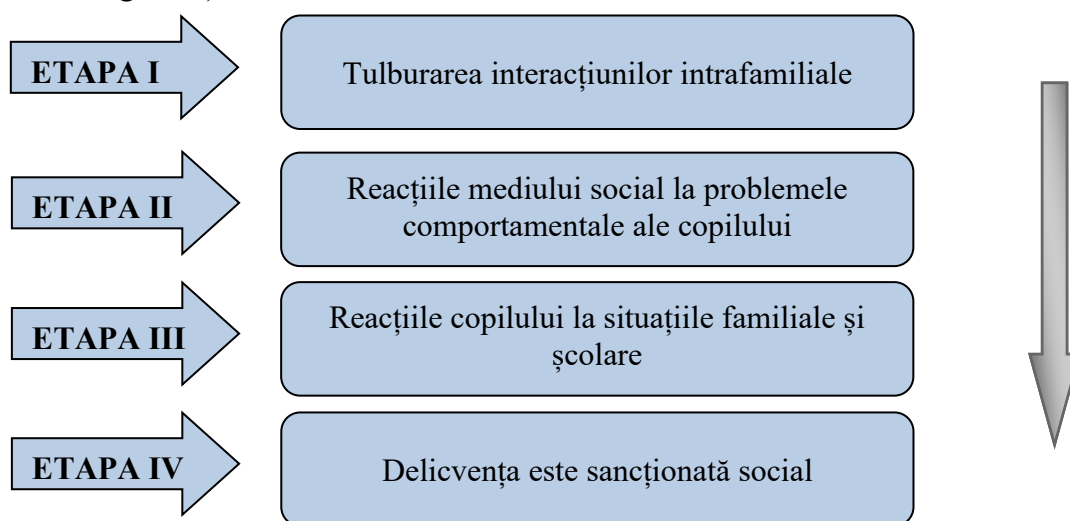 ETAPA I
Tulburarea interacțiunilor intrafamiliale
ETAPA II
Reacțiile mediului social la problemele
comportamentale ale copilului
ETAPA III
Reacțiile copilului la situațiile familiale și
școlare
ETAPA IV
Delicvența este sancționată social